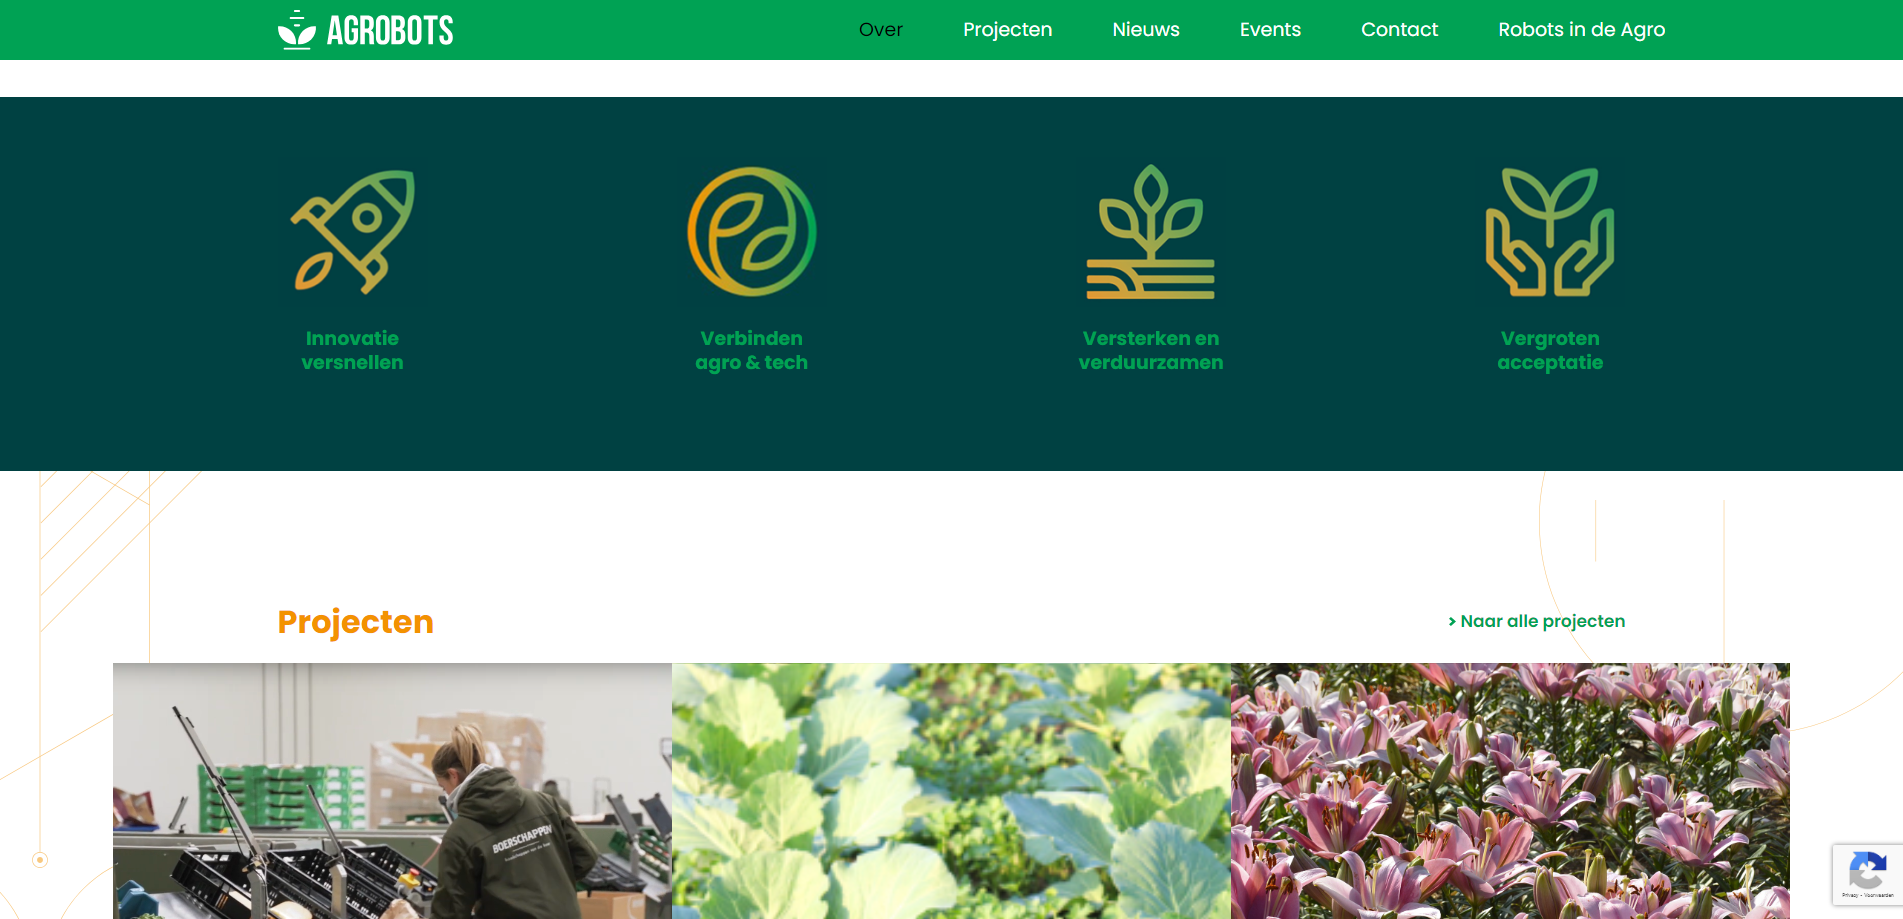 AGROBOTS
Over
Projecten
Nieuws
Events
Contact
Robots in de Agro
Innovatie
versnellen
Verbinden
agro & tech
Versterken en
verduurzamen
Vergroten
acceptatie
Projecten
> Naar alle projecten
BOERSCHAPPEN
Privacy - Voorwaarden